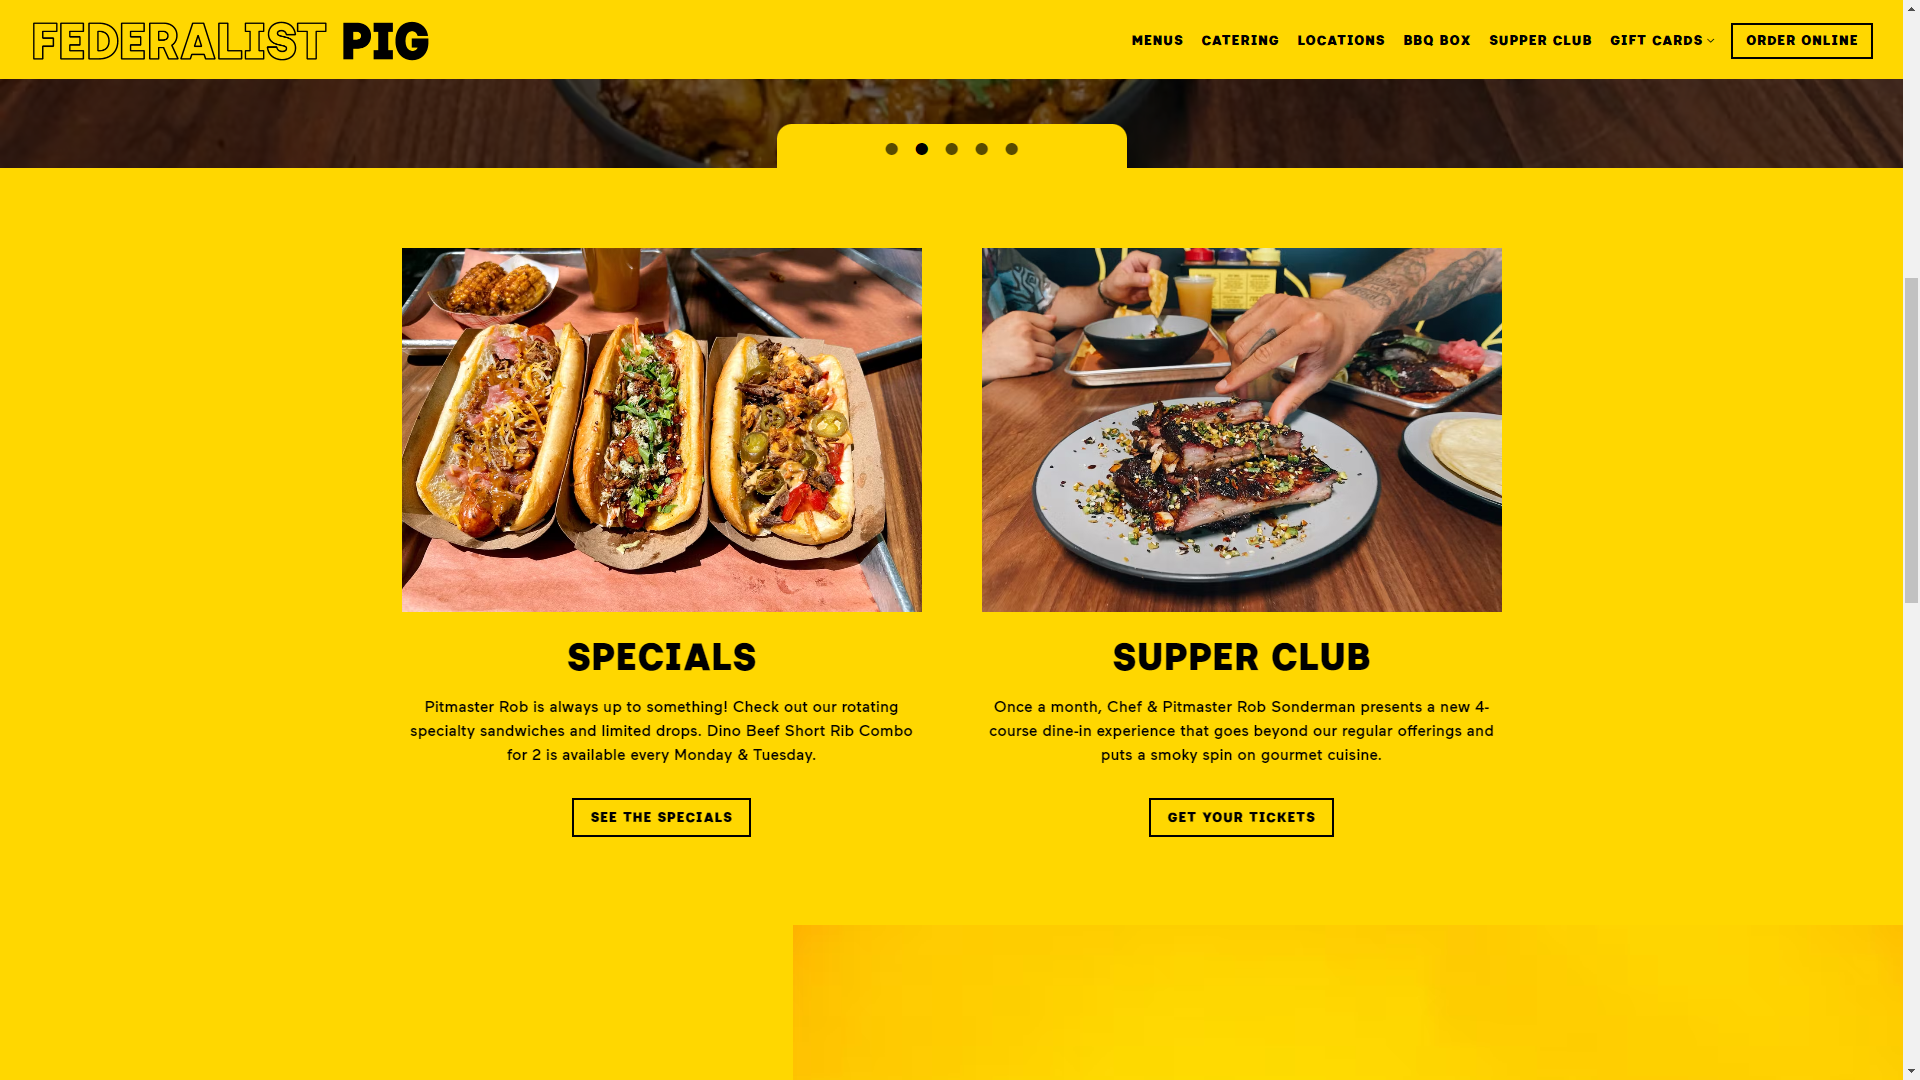 FEDERALIST PIG
MENUS CATERING LOCATIONS BBQ BOX SUPPER CLUB GIFT CARDS ORDER ONLINE
SPECIALS
Pitmaster Rob is always up to something! Check out our rotating
specialty sandwiches and limited drops. Dino Beef Short Rib Combo
for 2 is available every Monday & Tuesday.
SEE THE SPECIALS
SUPPER CLUB
Once a month, Chef & Pitmaster Rob Sonderman presents a new 4-
course dine-in experience that goes beyond our regular offerings and
puts a smoky spin on gourmet cuisine.
GET YOUR TICKETS